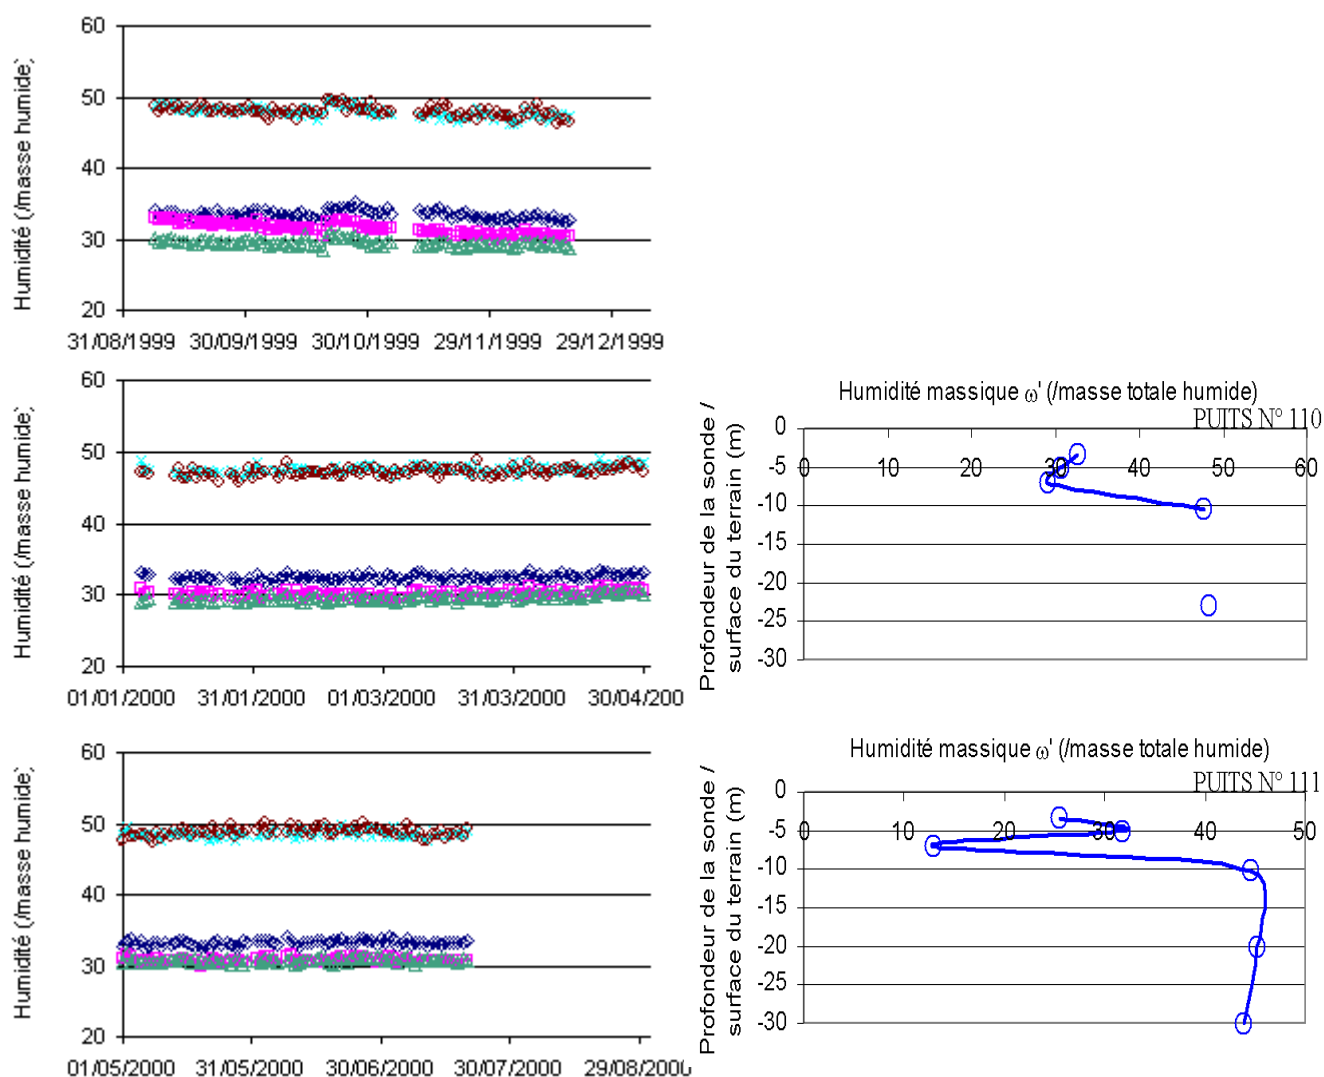 60
50
40
30
20
Humidité (/masse humide)
31/08/1999 30/09/1999 30/10/1999 29/11/1999 29/12/1999
60
50
40
30
20
Humidité (/masse humide)
01/01/2000 31/01/2000 01/03/2000 31/03/2000 30/04/200
Humidité massique ω' (/masse totale humide)
PUITS N° 110
Profondeur de la sonde /
surface du terrain (m)
0
-5
-10
-15
-20
-25
-30
0 10 20 30 40 50 60
60
50
40
30
20
Humidité (/masse humide)
01/05/2000 31/05/2000 30/06/2000 30/07/2000 29/08/2000
Humidité massique ω' (/masse totale humide)
PUITS N° 111
Profondeur de la sonde /
surface du terrain (m)
0
-5
-10
-15
-20
-25
-30
0 10 20 30 40 50